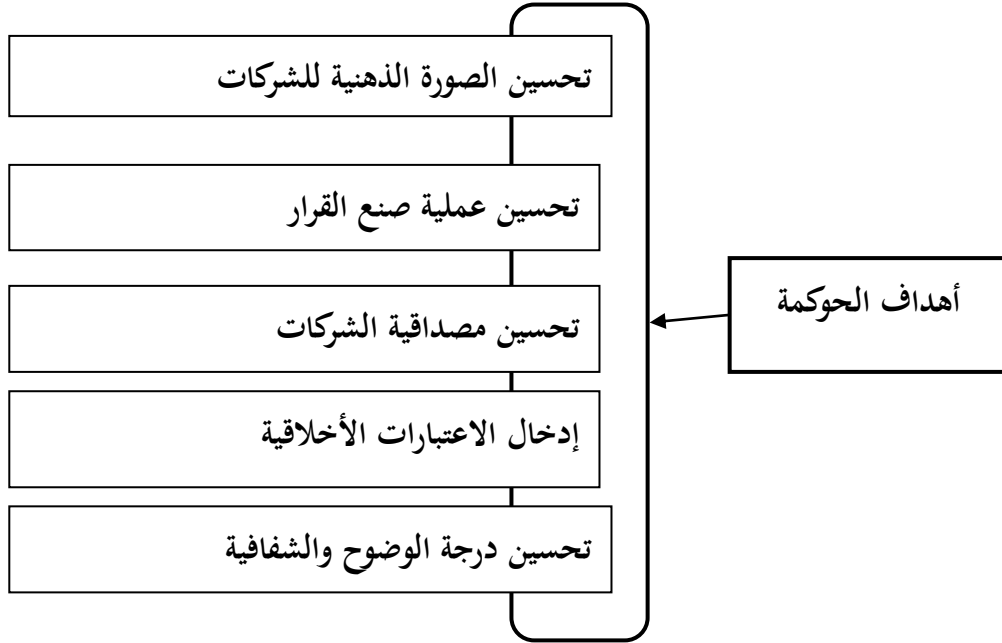 تحسين الصورة الذهنية للشركات
تحسين عملية صنع القرار
أهداف الحوكمة
تحسين مصداقية الشركات
إدخال الاعتبارات الأخلاقية
تحسين درجة الوضوح والشفافية